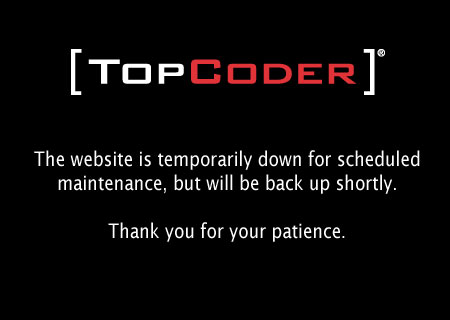 [TOPCODER]®
The website is temporarily down for scheduled
maintenance, but will be back up shortly.
Thank you for your patience.